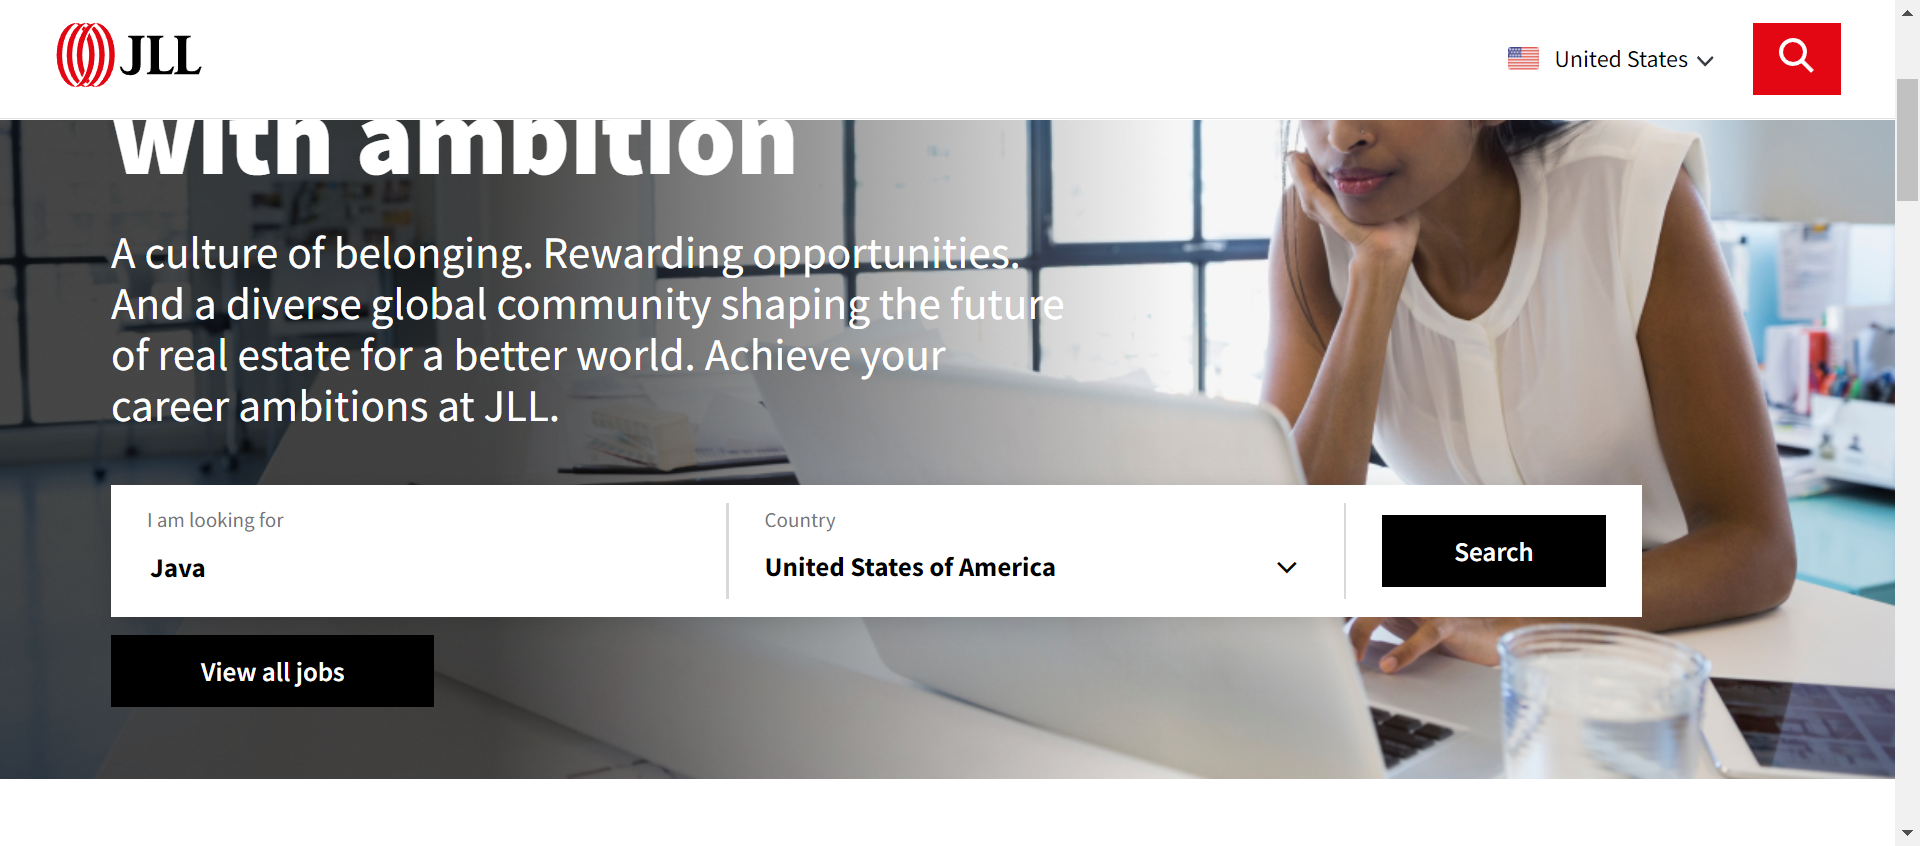 JLL
United States
with ambition
A culture of belonging. Rewarding opportunities.
And a diverse global community shaping the future
of real estate for a better world. Achieve your
career ambitions at JLL.
I am looking for
Java
Country
United States of America
Search
View all jobs